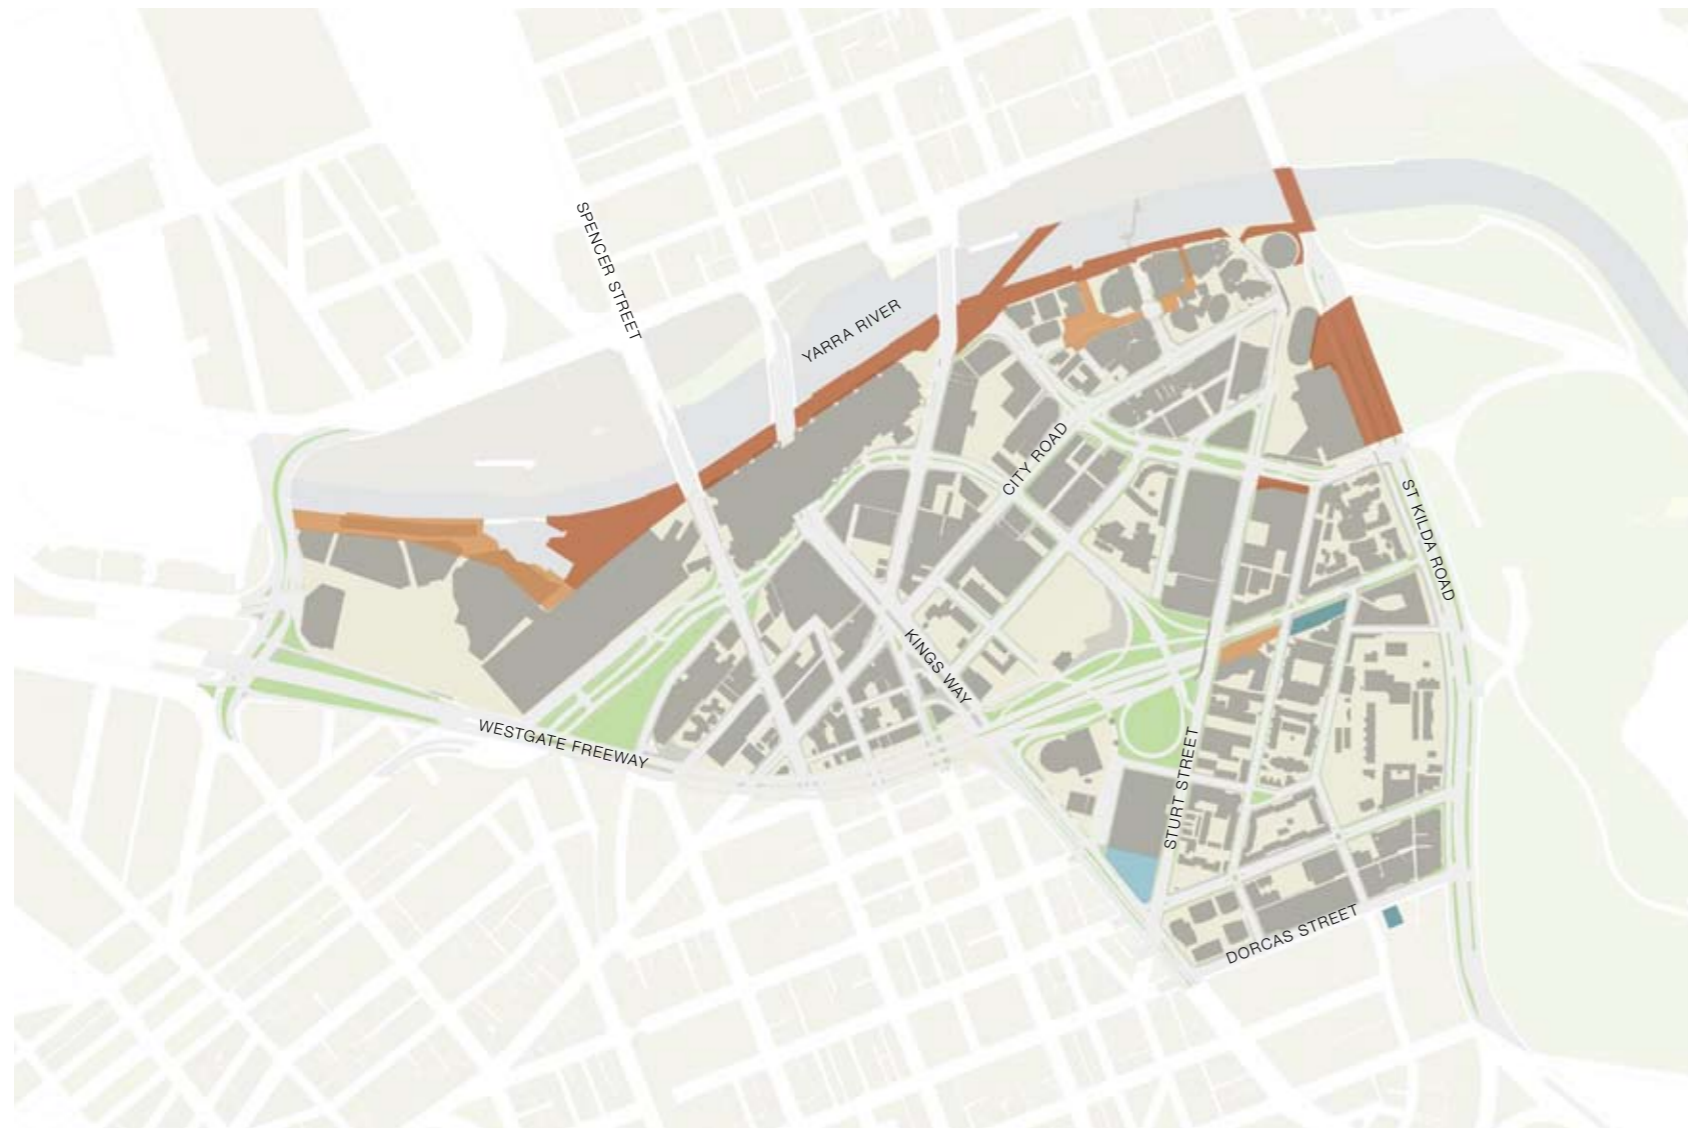 SPENCER STREET
YARRA RIVER
CITY ROAD
ST KILDA ROAD
KINGS WAY
WESTGATE FREEWAY
STURT STREET
DORCAS STREET